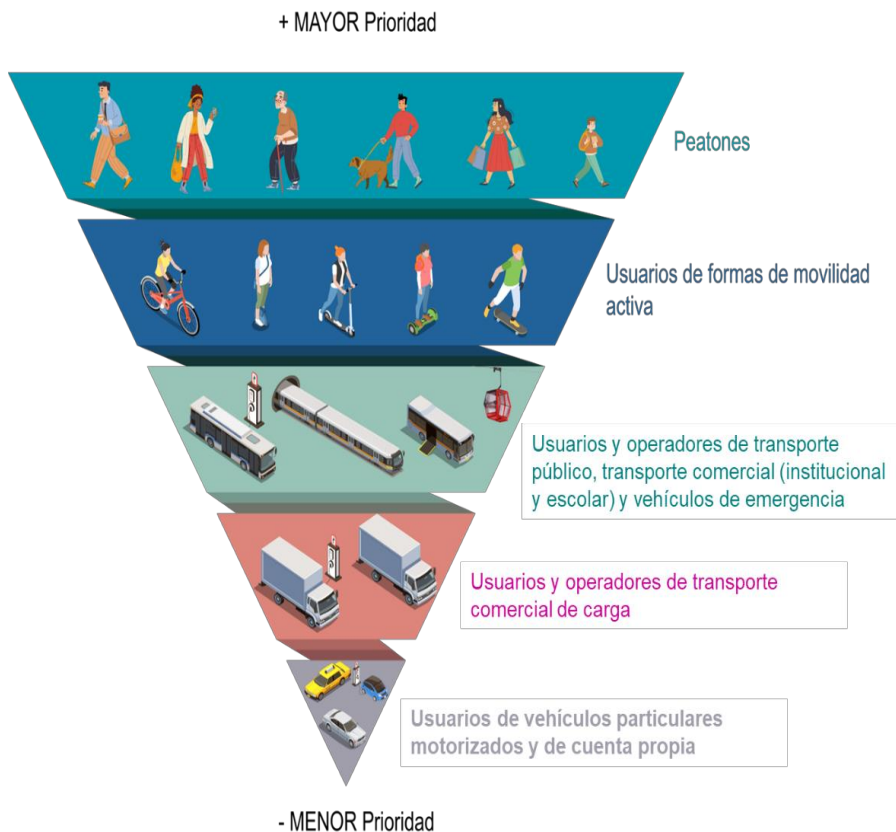 + MAYOR Prioridad
Peatones
Usuarios de formas de movilidad
activa
Usuarios y operadores de transporte
público, transporte comercial (institucional
y escolar) y vehículos de emergencia
Usuarios y operadores de transporte
comercial de carga
Usuarios de vehículos particulares
motorizados y de cuenta propia
- MENOR Prioridad